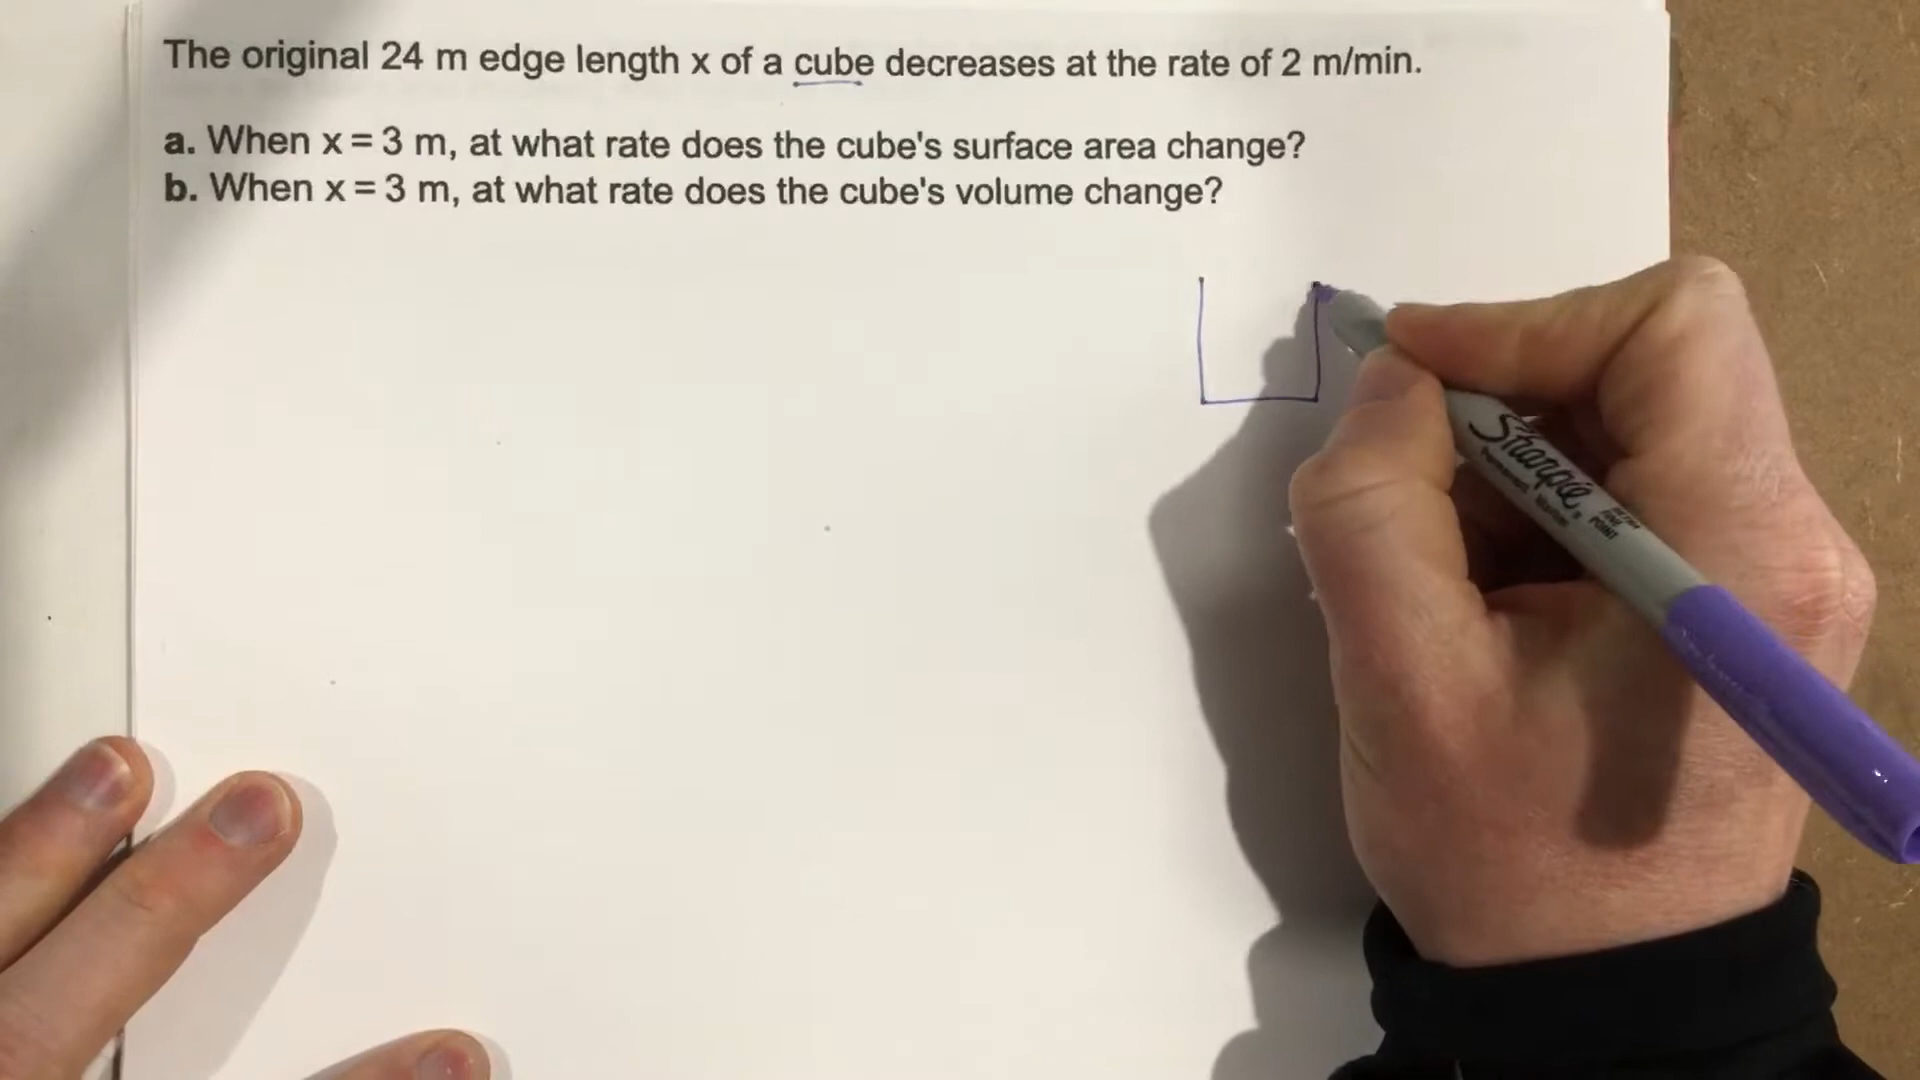 The original 24 m edge length x of a cube decreases at the rate of 2 m/min.
a. When x = 3 m, at what rate does the cube's surface area change?
b. When x = 3 m, at what rate does the cube's volume change?
Sharpie